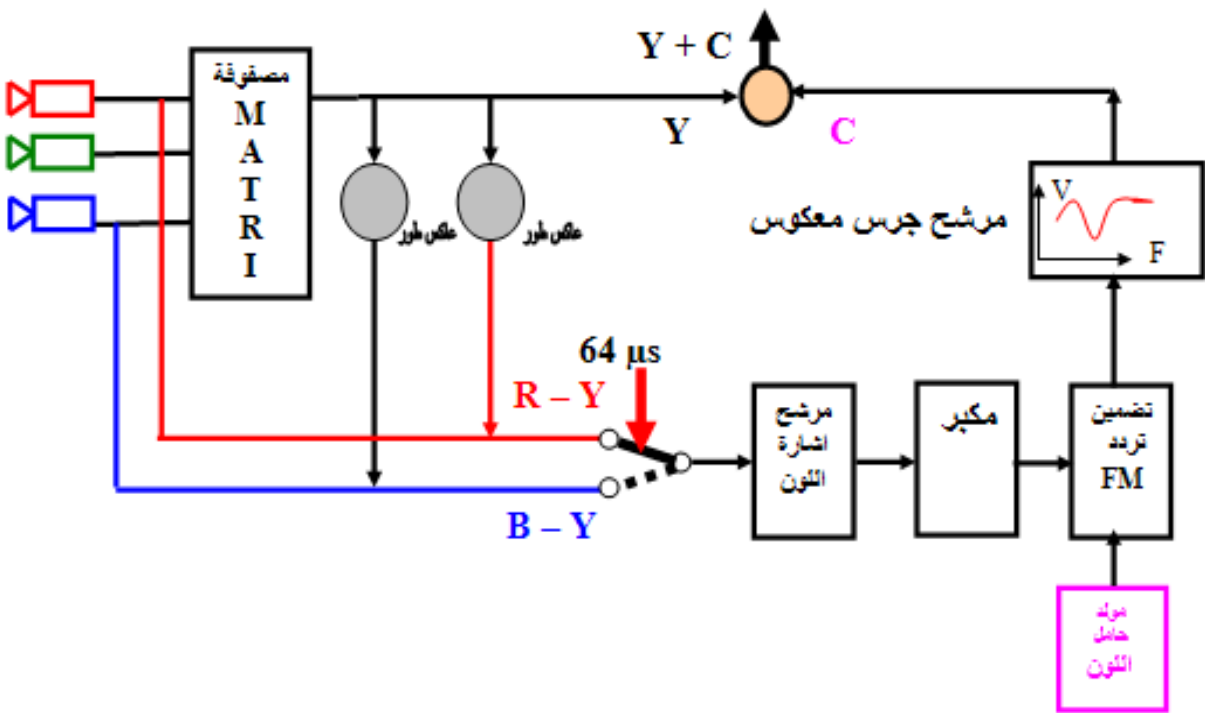 مصفوفة
M
A
T
R
I
Y + C
Y
C
عاكس طور
عاكس طور
مرشح جرس معكوس
V
F
64 µs
R – Y
B – Y
مرشح
اشارة
اللون
مكبر
تضمين
تردد
FM
مولد
حامل
اللون